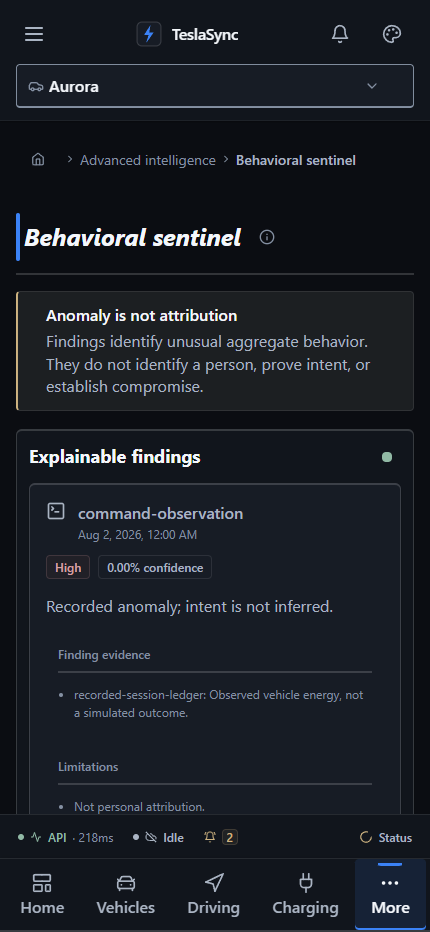 TeslaSync
Aurora
Advanced intelligence
Behavioral sentinel
Behavioral sentinel
Anomaly is not attribution
Findings identify unusual aggregate behavior.
They do not identify a person, prove intent, or
establish compromise.
Explainable findings
command-observation
Aug 2, 2026, 12:00 AM
High
0.00% confidence
Recorded anomaly; intent is not inferred.
Finding evidence
• recorded-session-ledger: Observed vehicle energy, not
a simulated outcome.
Limitations
• Not personal attribution.
API · 218ms
Idle
2
Status
Home
Vehicles
Driving
Charging
More